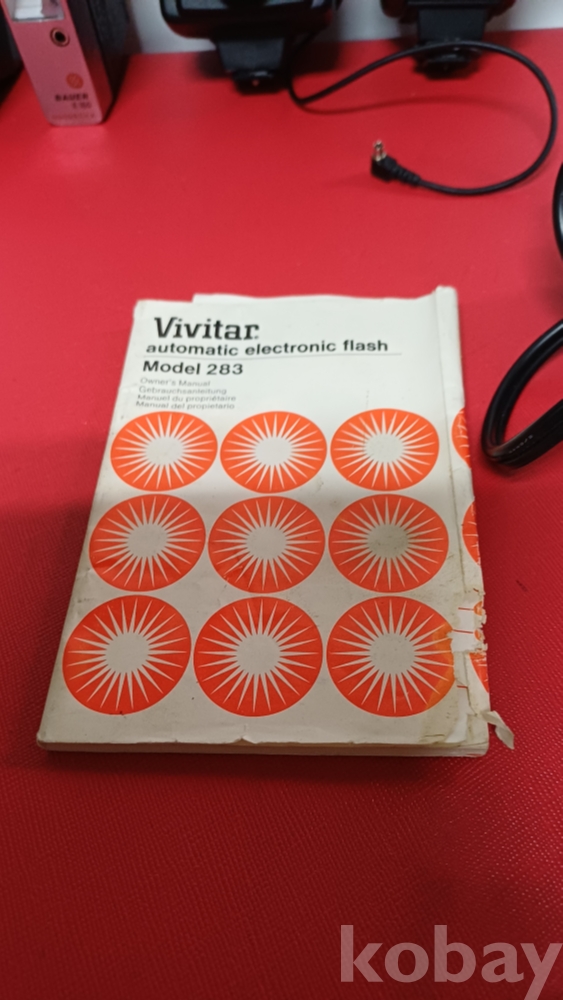 BAUER
Vivitar.
automatic electronic flash
Model 283
Owner's Manual
Gebrauchsanleitung
Manuel du propriétaire
Manual del propietario
kobay